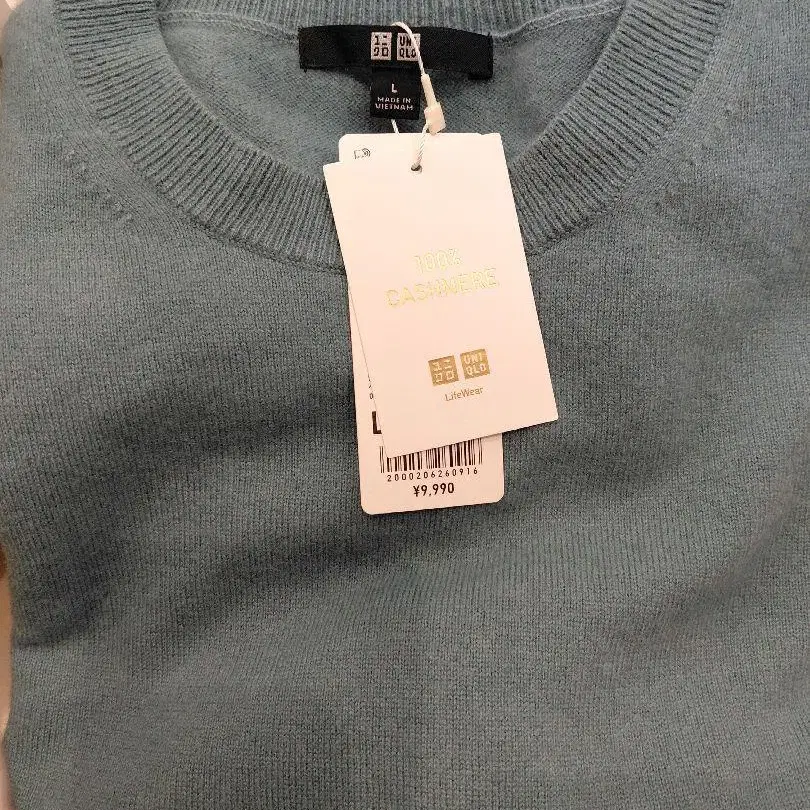 ユニ UNI
クロ QLO
L
MADE IN
VIETNAM
100%
CASHMERE
ユニ UNI
クロ QLO
LifeWear
L
2000206260916
¥9,990